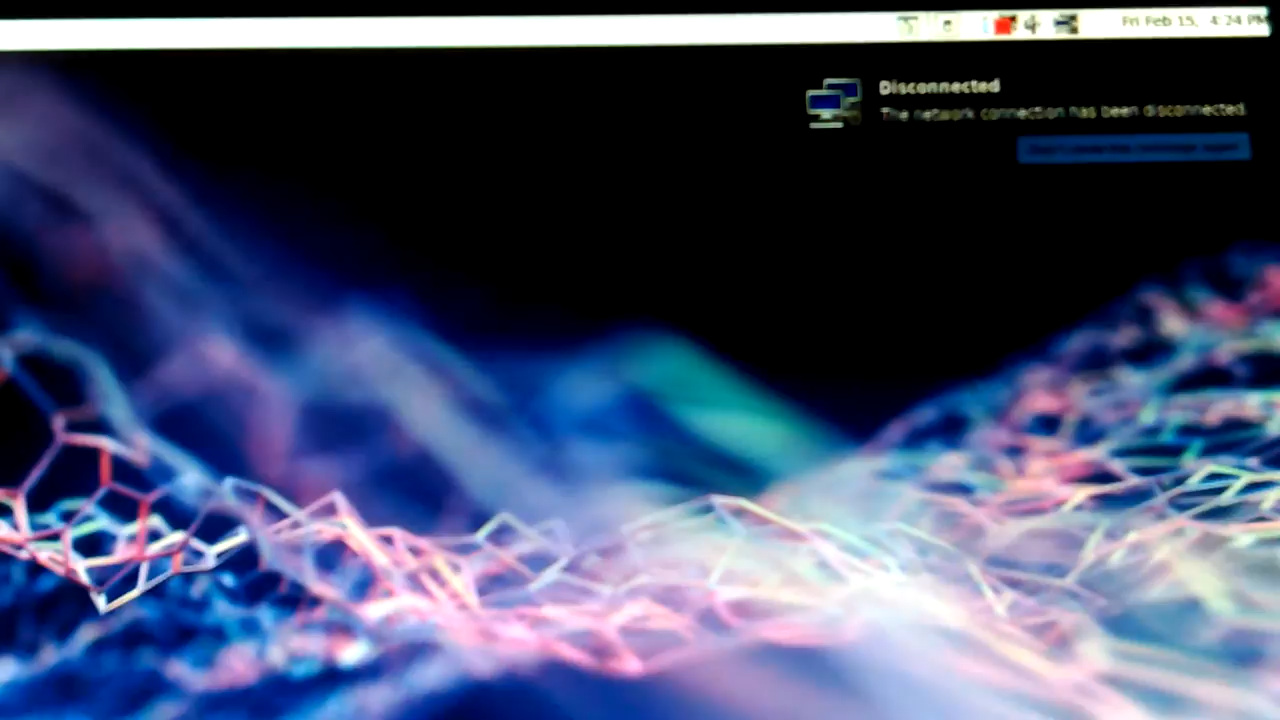 Fri Feb 15, 4:24 PM
Disconnected
The network connection has been disconnected.